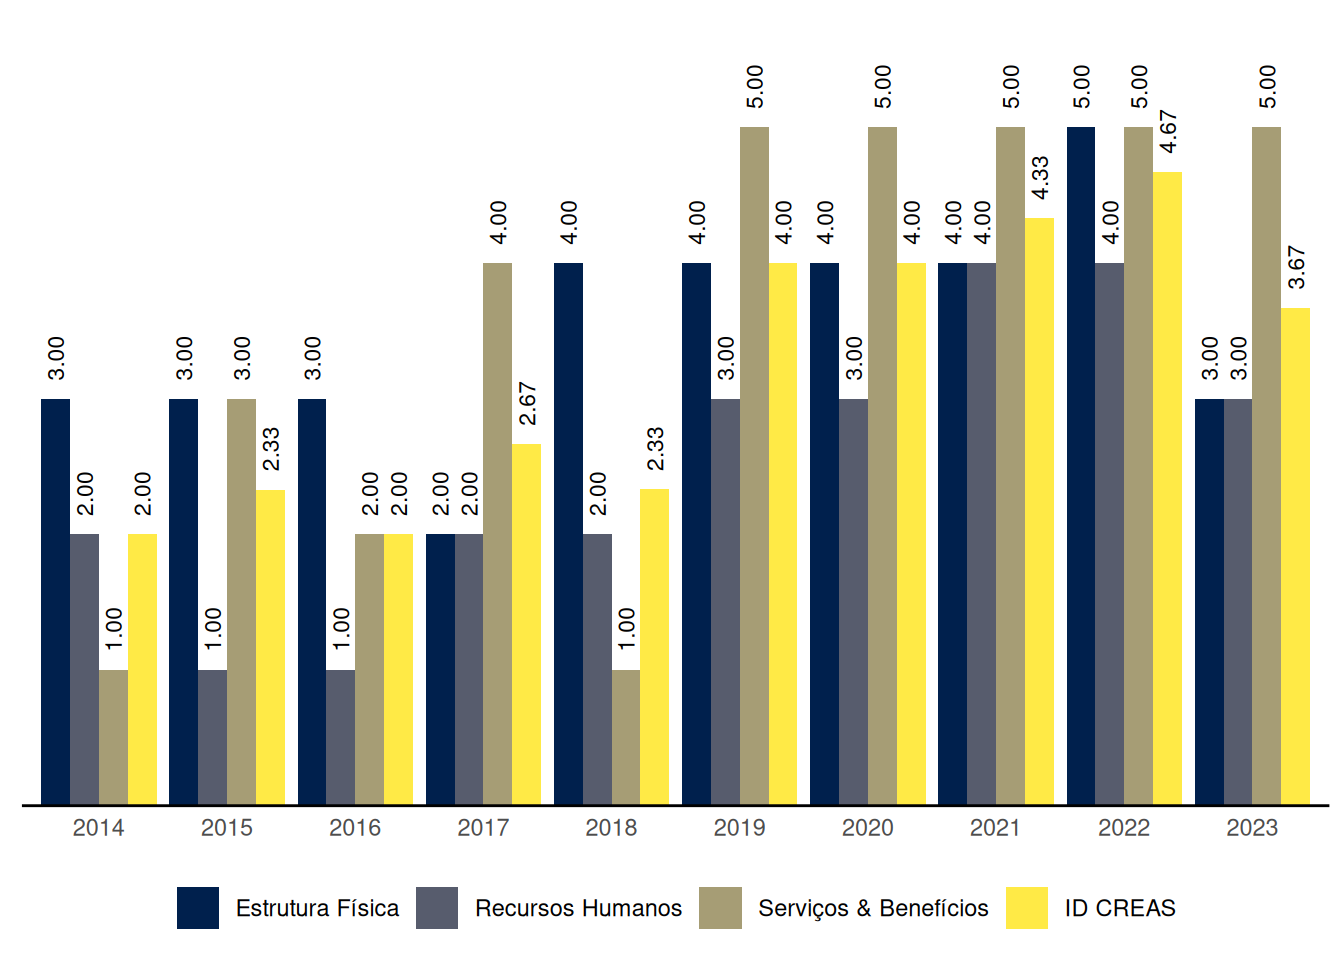 5.00 5.00 5.00 5.00 5.00 5.00
4.67
4.33
4.00 4.00 4.00 4.00 4.00 4.00 4.00 4.00 4.00
3.67
3.00 3.00 3.00 3.00 3.00 3.00 3.00 3.00
2.67
2.33 2.33
2.00 2.00 2.00 2.00 2.00 2.00 2.00
1.00 1.00 1.00 1.00
2014 2015 2016 2017 2018 2019 2020 2021 2022 2023
Estrutura Física Recursos Humanos Serviços & Benefícios ID CREAS